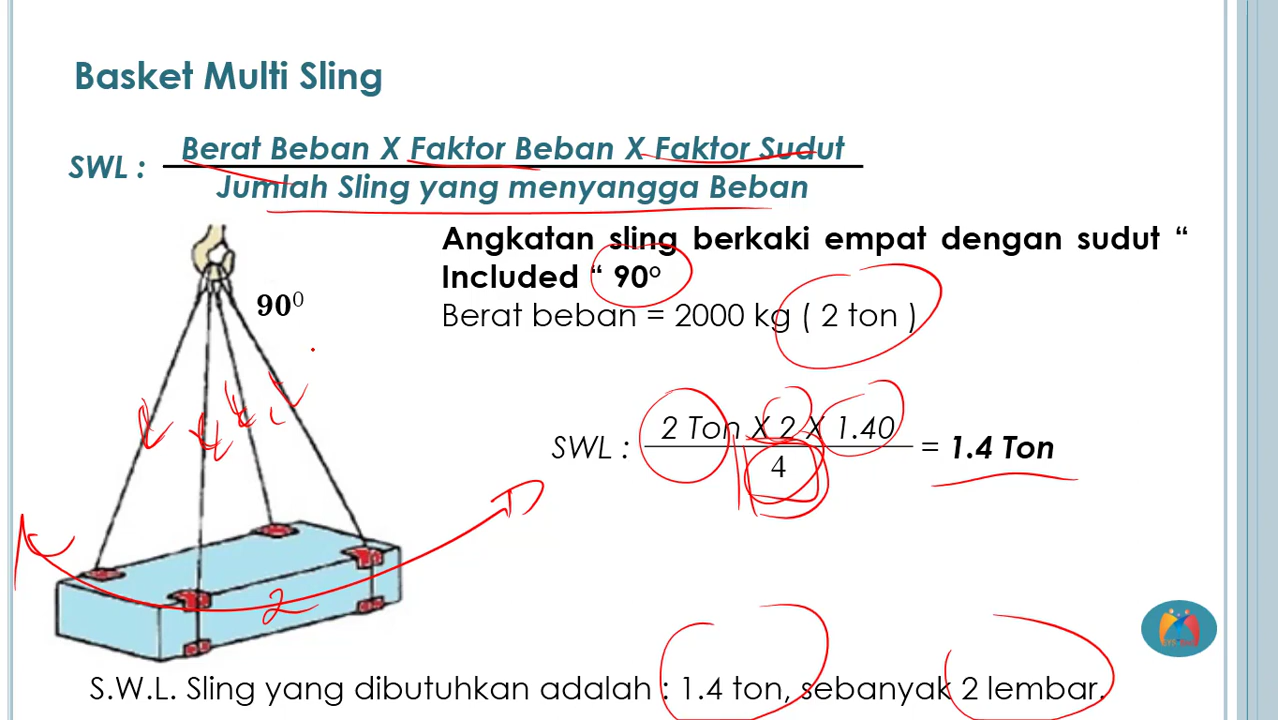 Basket Multi Sling
SWL : Berat Beban X Faktor Beban X Faktor Sudut
Jumlah Sling yang menyangga Beban
Angkatan sling berkaki empat dengan sudut “
Included “ 90°
90⁰
Berat beban = 2000 kg ( 2 ton )
2 Ton X 2 X 1.40
SWL : = 1.4 Ton
4
2
S.W.L. Sling yang dibutuhkan adalah : 1.4 ton, sebanyak 2 lembar.